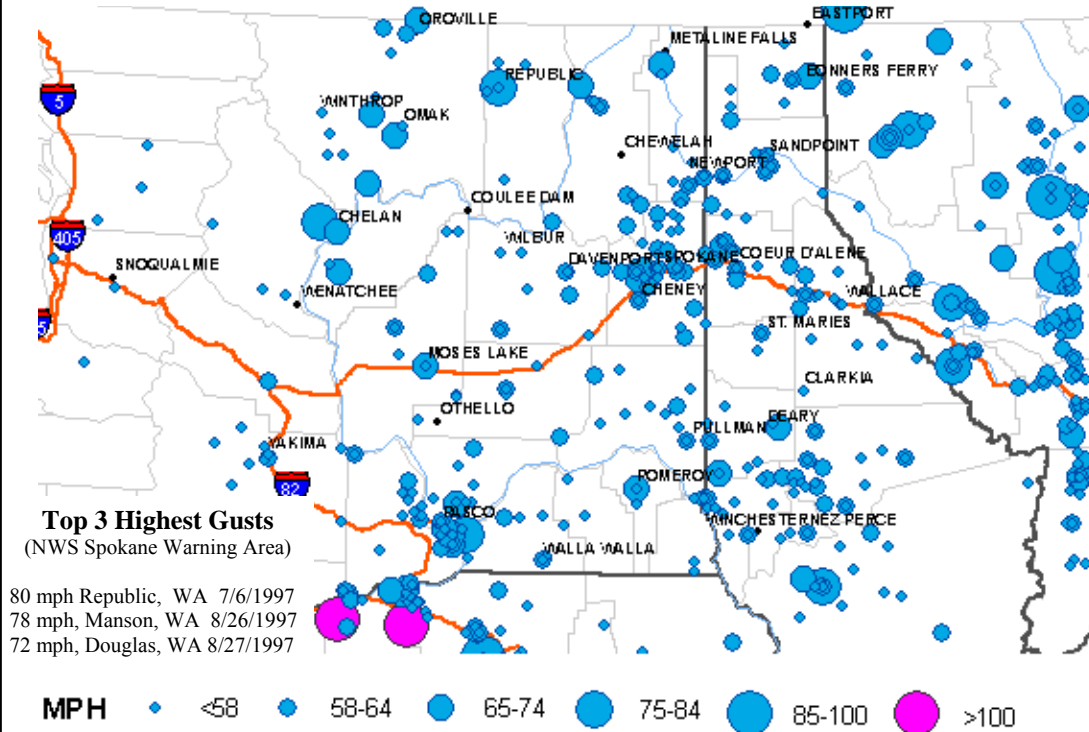 OROVILLE
EASTPORT
METALINE FALLS
REPUBLIC
BONNERS FERRY
5
WINTHROP
OMAK
CHEWELAH
SANDPOINT
NEWPORT
COULEE DAM
CHELAN
405
WILBUR
SNOQUALMIE
DAVENPORT
SPOKANE
COEUR D'ALENE
WENATCHEE
CHENEY
WALLACE
5
ST. MARIES
MOSES LAKE
CLARKIA
OTHELLO
DEARY
PULLMAN
YAKIMA
82
POMEROY
PASCO
WINCHESTER
NEZ PERCE
WALLA WALLA
Top 3 Highest Gusts
(NWS Spokane Warning Area)
80 mph Republic, WA 7/6/1997
78 mph, Manson, WA 8/26/1997
72 mph, Douglas, WA 8/27/1997
MPH <58 58-64 65-74 75-84 85-100 >100